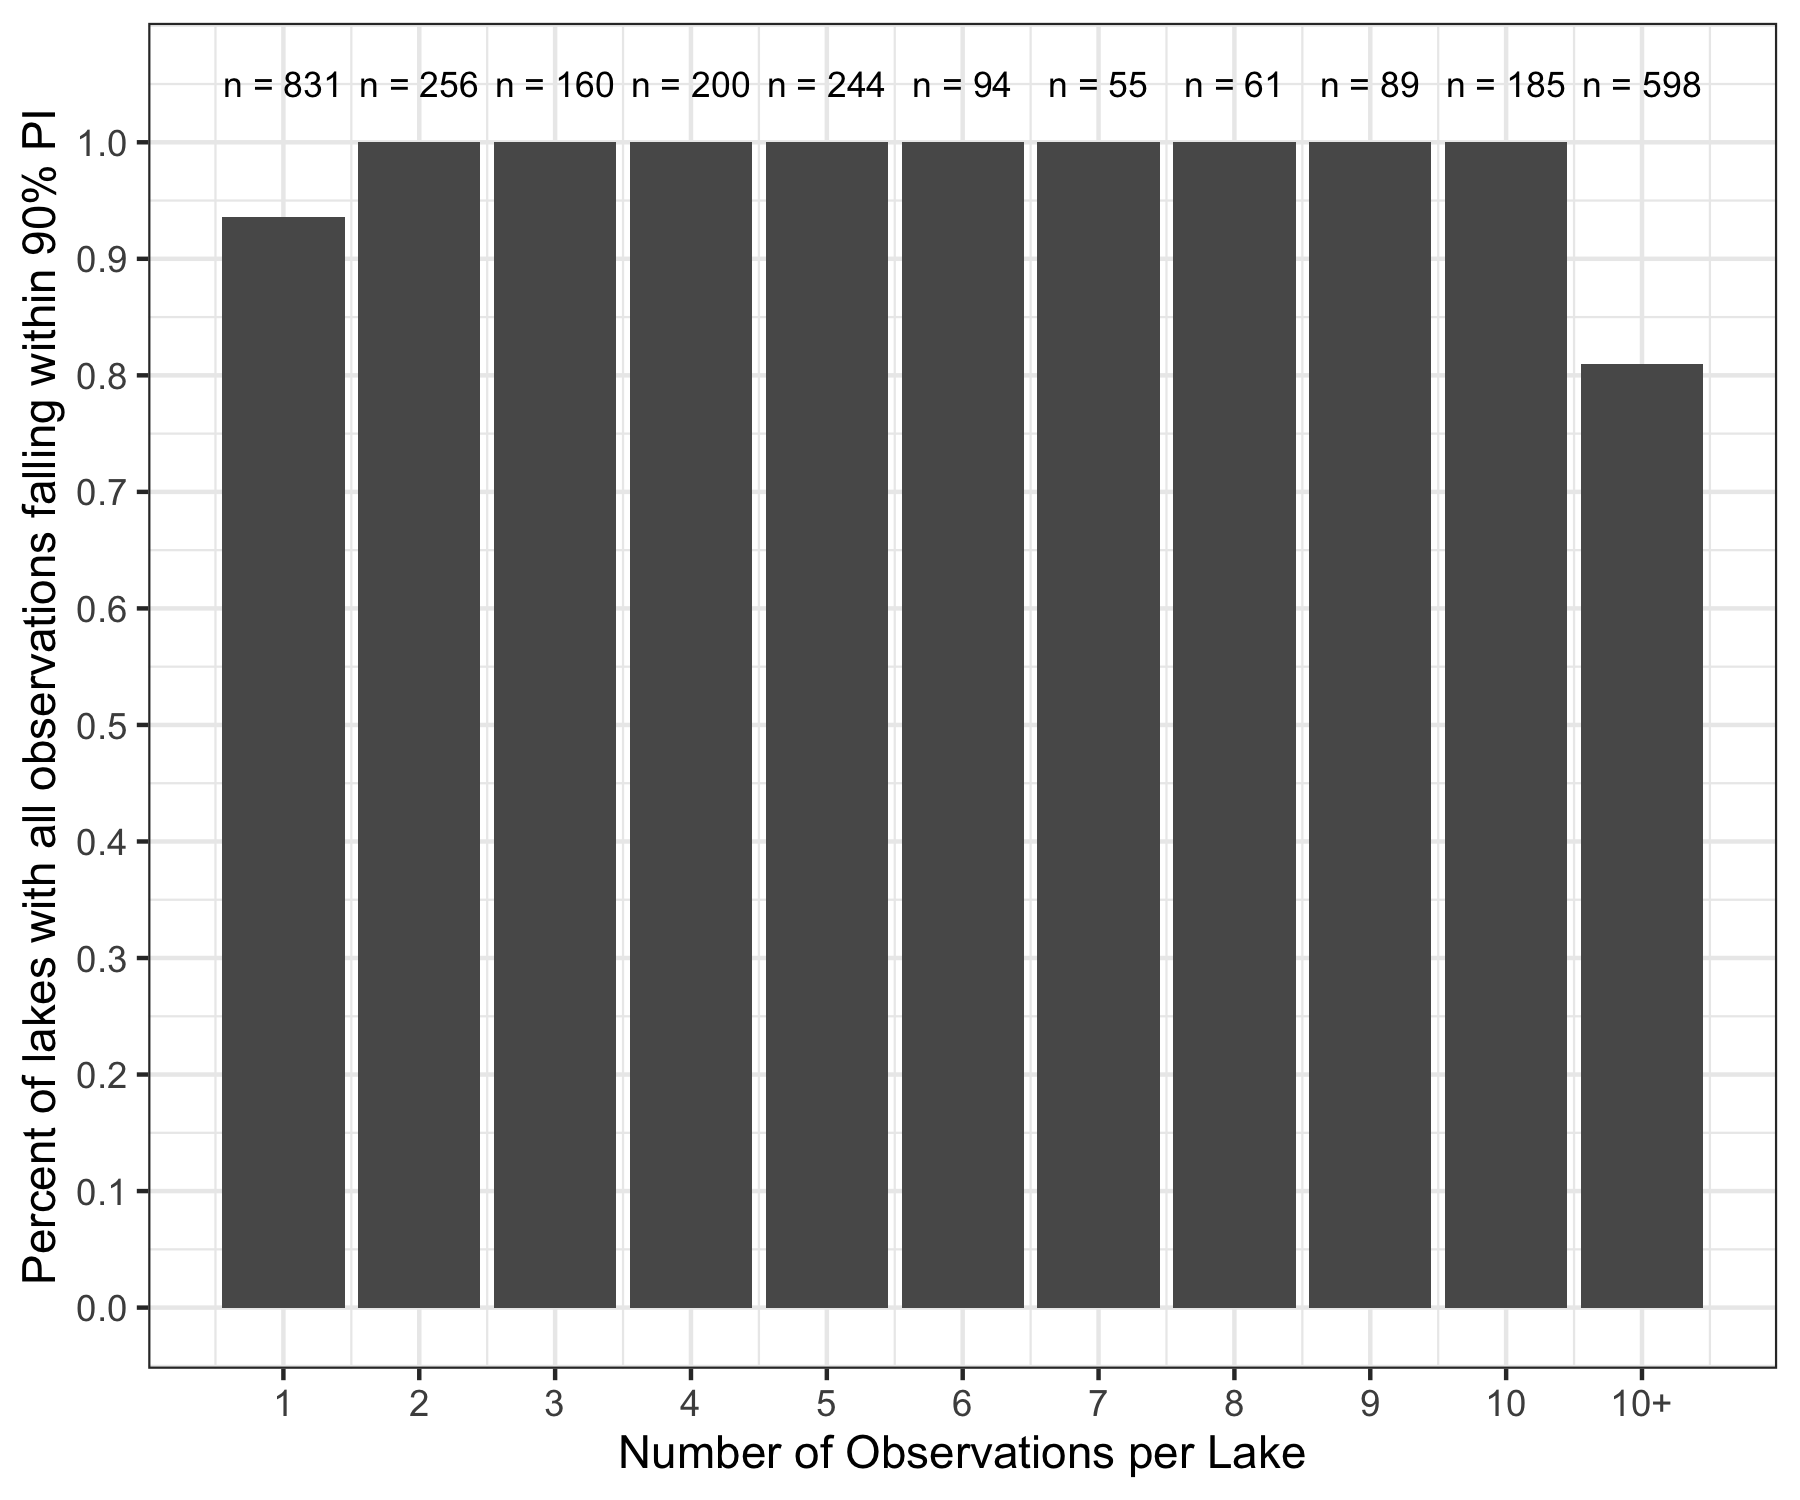 n = 831 n = 256 n = 160 n = 200 n = 244 n = 94 n = 55 n = 61 n = 89 n = 185 n = 598
Percent of lakes with all observations falling within 90% PI
1.0
0.9
0.8
0.7
0.6
0.5
0.4
0.3
0.2
0.1
0.0
1 2 3 4 5 6 7 8 9 10 10+
Number of Observations per Lake